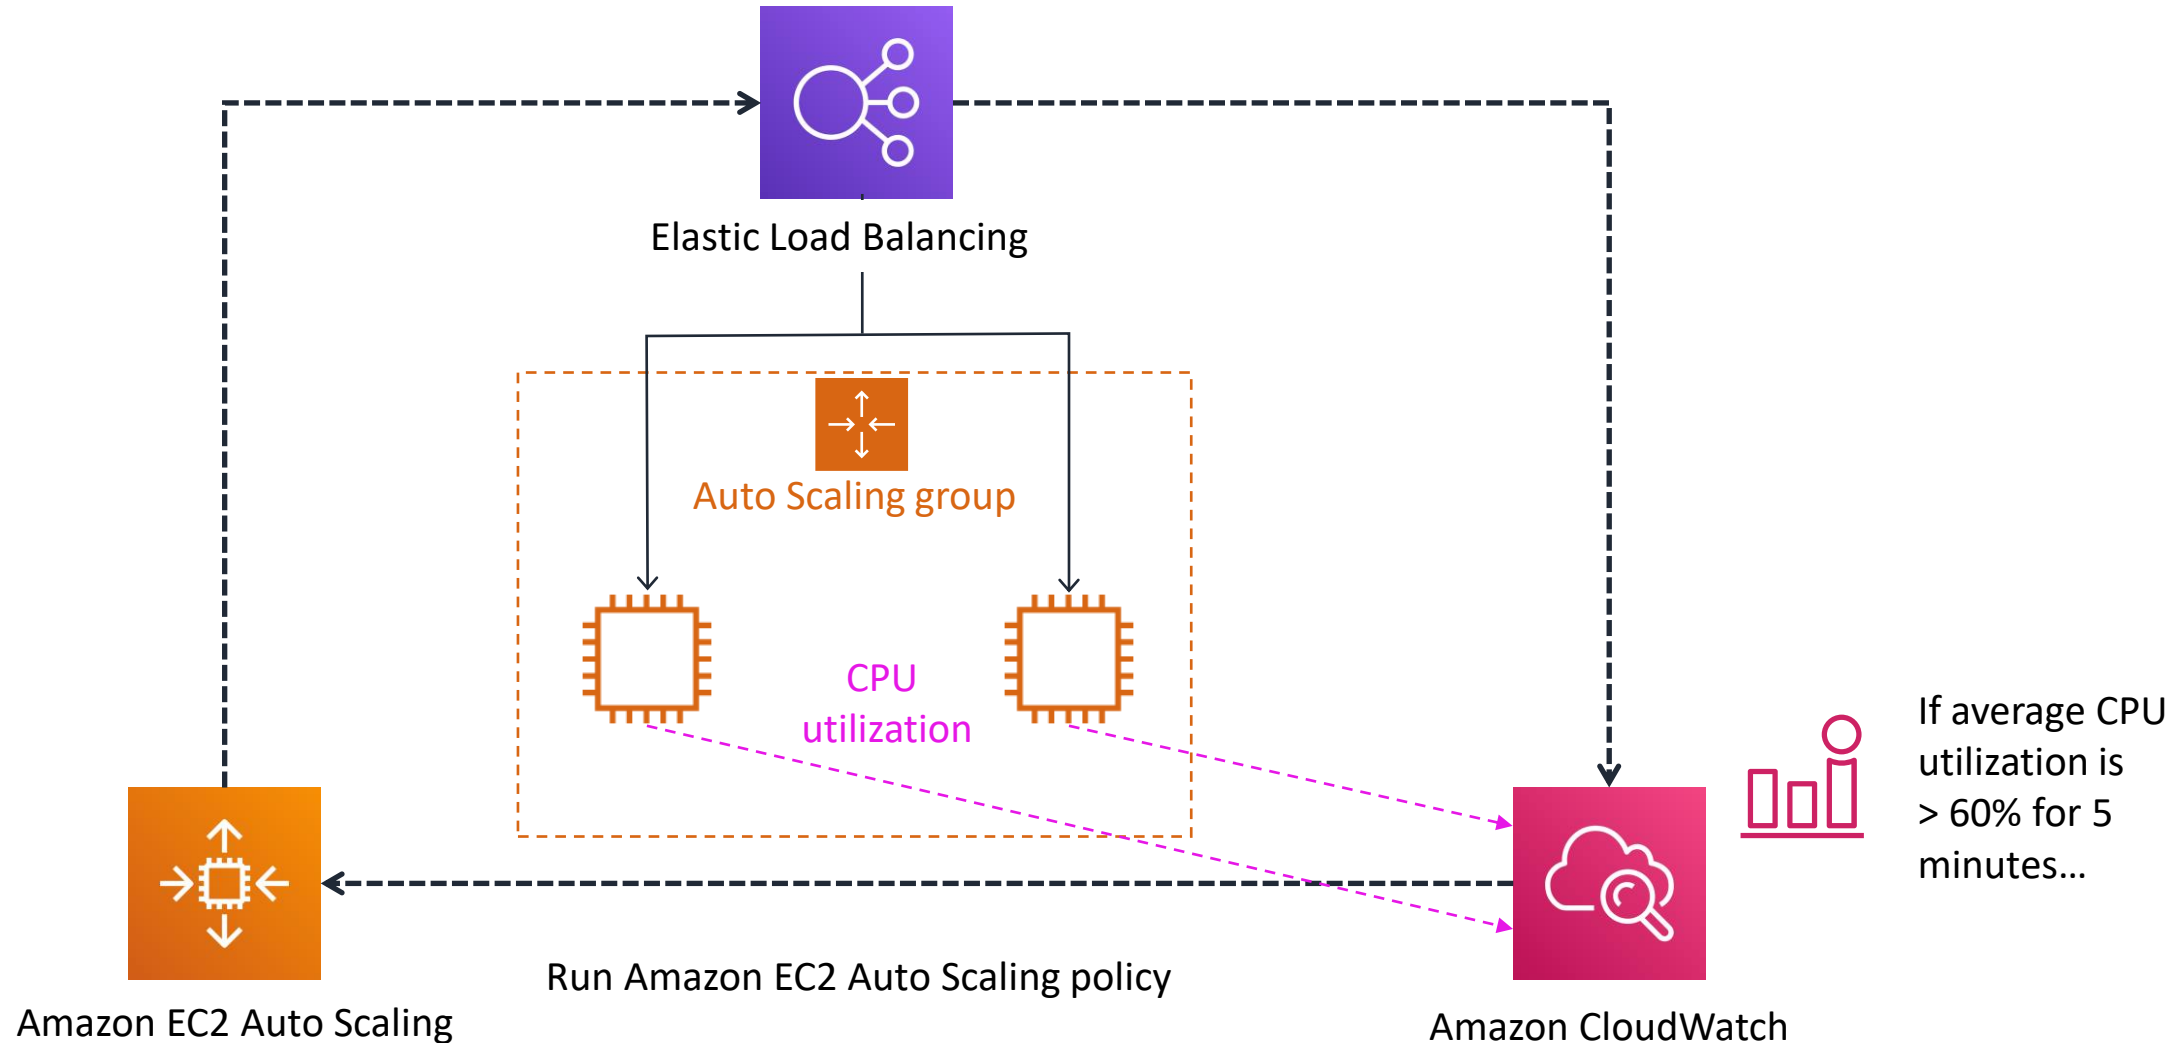 Elastic Load Balancing
Auto Scaling group
CPU
utilization
If average CPU
utilization is
> 60% for 5
minutes...
Run Amazon EC2 Auto Scaling policy
Amazon EC2 Auto Scaling
Amazon CloudWatch